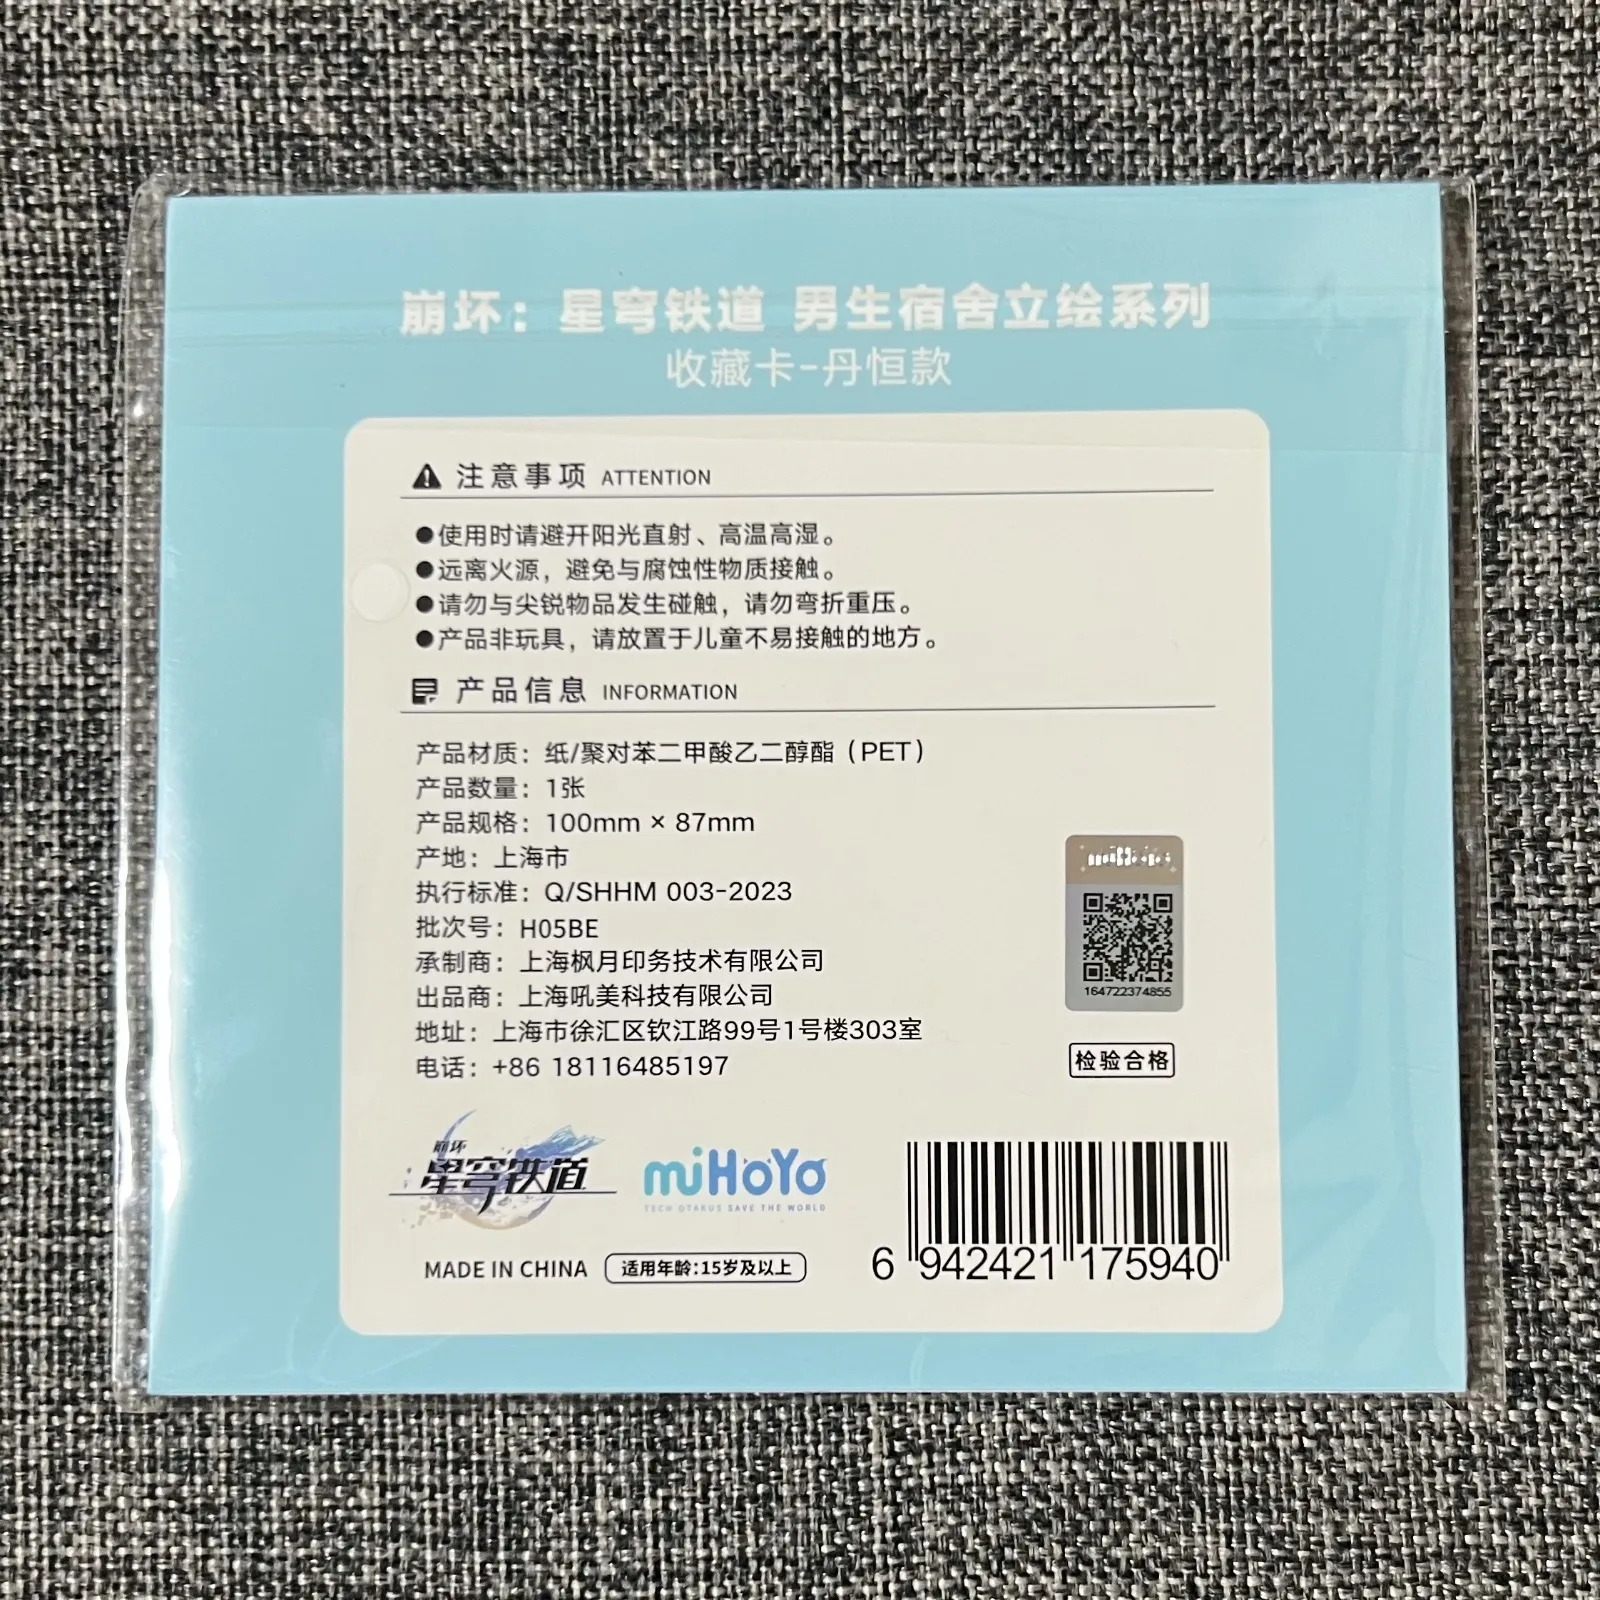 崩坏：星穹铁道 男生宿舍立绘系列
收藏卡-丹恒款
注意事项 ATTENTION
●使用时请避开阳光直射、高温高湿。
●远离火源，避免与腐蚀性物质接触。
●请勿与尖锐物品发生碰触，请勿弯折重压。
●产品非玩具，请放置于儿童不易接触的地方。
产品信息 INFORMATION
产品材质：纸/聚对苯二甲酸乙二醇酯（PET）
产品数量：1张
产品规格：100mm × 87mm
产地：上海市
执行标准：Q/SHHM 003-2023
批次号：H05BE
承制商：上海枫月印务技术有限公司
出品商：上海吼美科技有限公司
地址：上海市徐汇区钦江路99号1号楼303室
电话：+86 18116485197
miHoYo
164722374855
检验合格
崩坏
星穹铁道
miHoYo
TECH OTAKUS SAVE THE WORLD
MADE IN CHINA
适用年龄:15岁及以上
6 942421 175940